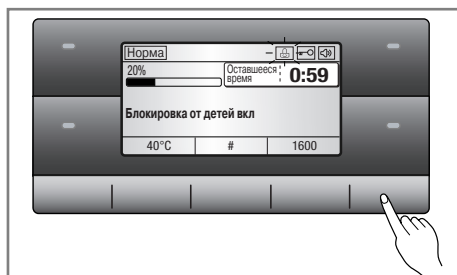 Норма
20%
Оставшееся время
0:59
Блокировка от детей вкл
40°C # 1600